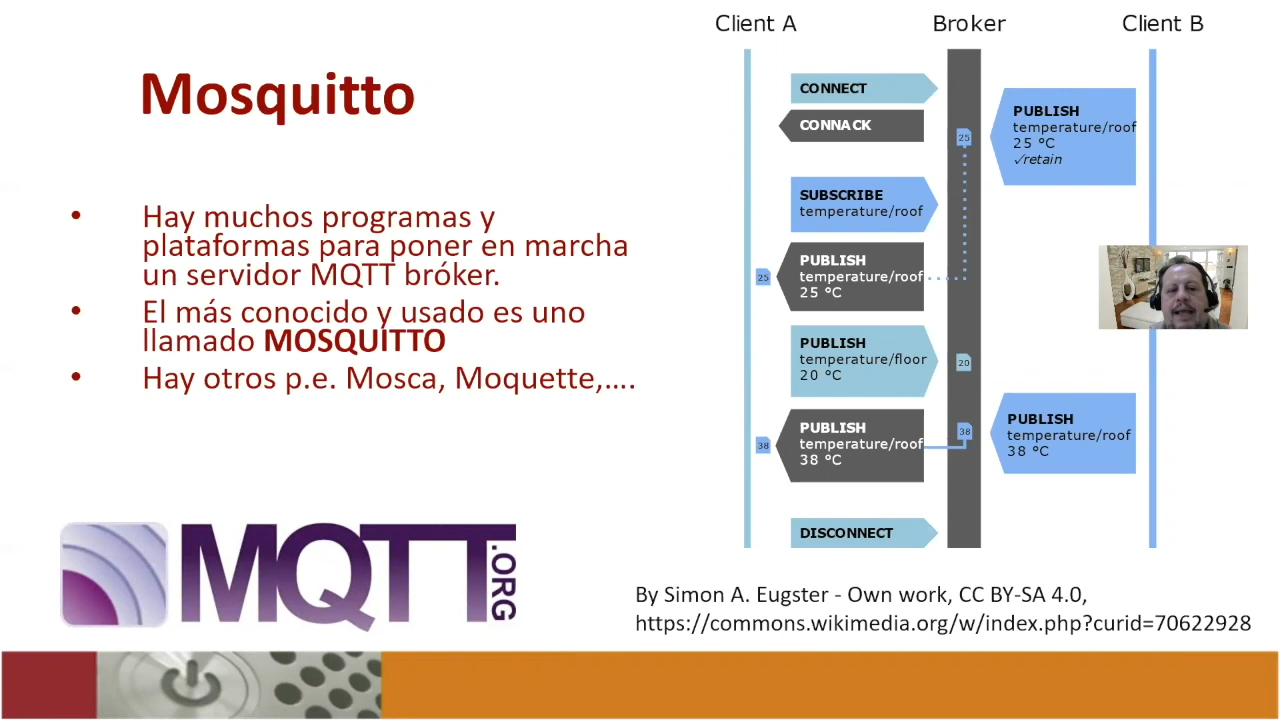 Mosquitto
• Hay muchos programas y
plataformas para poner en marcha
un servidor MQTT bróker.
• El más conocido y usado es uno
llamado MOSQUITTO
• Hay otros p.e. Mosca, Moquette,....
MQTT.ORG
Client A
Broker
Client B
CONNECT
CONNACK
PUBLISH
temperature/roof
25 °C
✓retain
25
SUBSCRIBE
temperature/roof
PUBLISH
temperature/roof
25 °C
25
PUBLISH
temperature/floor
20 °C
20
PUBLISH
temperature/roof
38 °C
38
38
PUBLISH
temperature/roof
38 °C
DISCONNECT
By Simon A. Eugster - Own work, CC BY-SA 4.0,
https://commons.wikimedia.org/w/index.php?curid=70622928